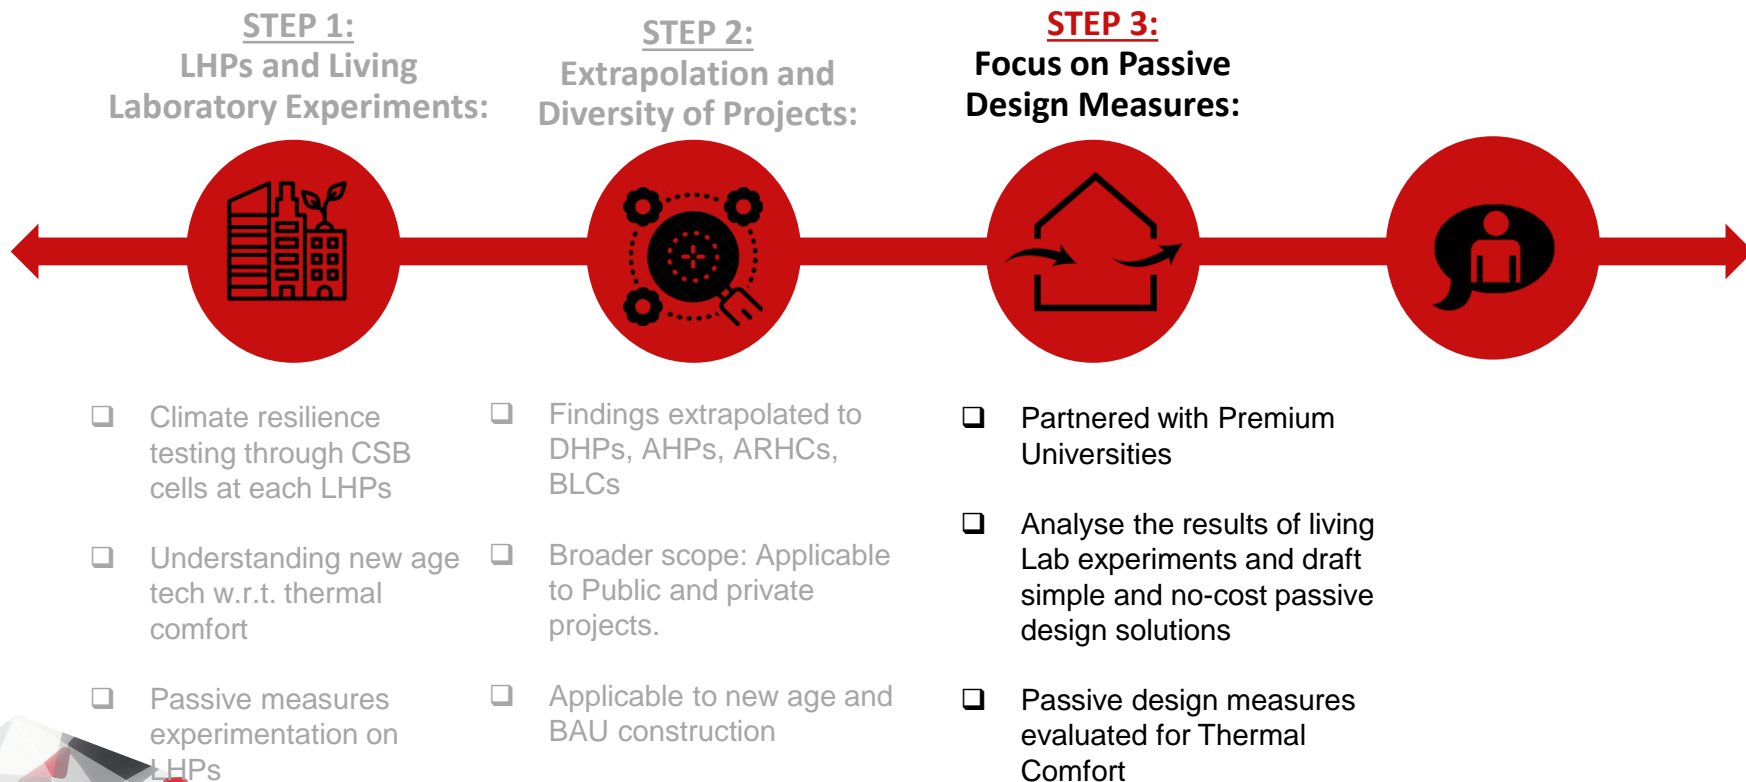 STEP 1:
LHPs and Living
Laboratory Experiments:
❑ Climate resilience
testing through CSB
cells at each LHPs
❑ Understanding new age
tech w.r.t. thermal
comfort
❑ Passive measures
experimentation on
LHPs
STEP 2:
Extrapolation and
Diversity of Projects:
❑ Findings extrapolated to
DHPs, AHPs, ARHCs,
BLCs
❑ Broader scope: Applicable
to Public and private
projects.
❑ Applicable to new age and
BAU construction
STEP 3:
Focus on Passive
Design Measures:
❑ Partnered with Premium
Universities
❑ Analyse the results of living
Lab experiments and draft
simple and no-cost passive
design solutions
❑ Passive design measures
evaluated for Thermal
Comfort